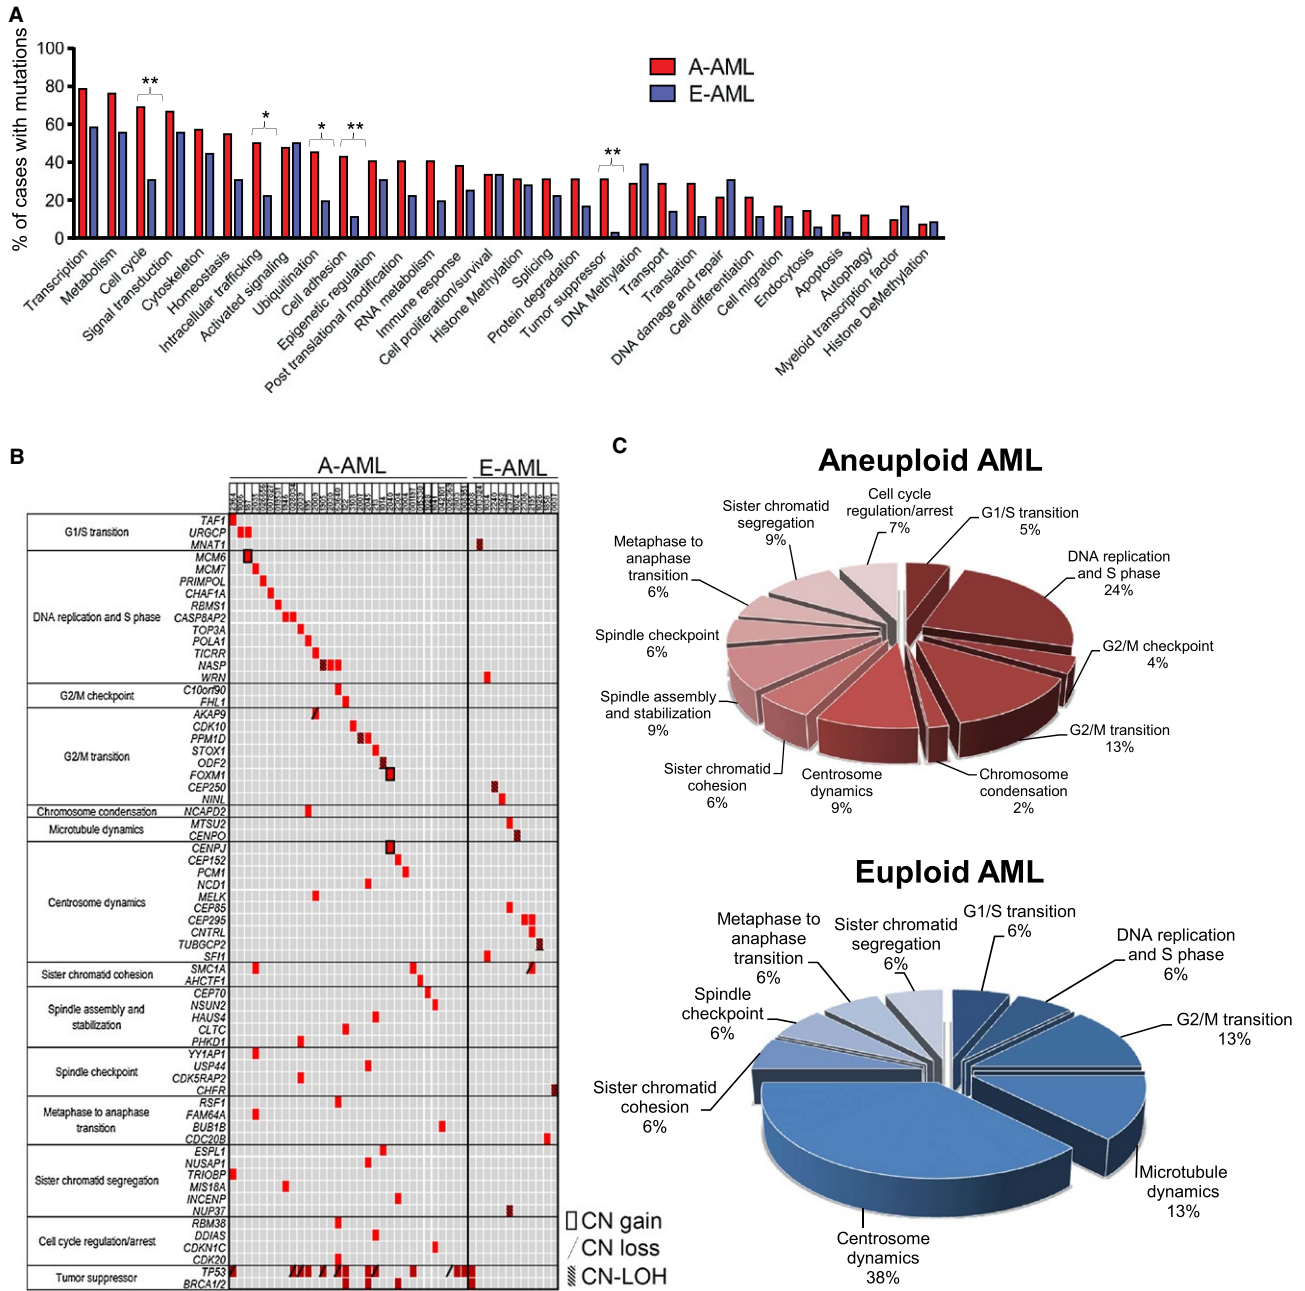 A
% of cases with mutations
100
80
60
40
20
0
**
*
*
**
**
A-AML
E-AML
Transcription
Metabolism
Cell cycle
Signal transduction
Cytoskeleton
Homeostasis
Intracellular trafficking
Activated signaling
Ubiquitination
Cell adhesion
Epigenetic regulation
Post translational modification
RNA metabolism
Immune response
Cell proliferation/survival
Histone Methylation
Splicing
Protein degradation
Tumor suppressor
DNA Methylation
Transport
Translation
DNA damage and repair
Cell differentiation
Cell migration
Endocytosis
Apoptosis
Autophagy
Myeloid transcription factor
Histone DeMethylation
B
A-AML
E-AML
G1/S transition
TAF1
URGCP
MNAT1
DNA replication and S phase
MCM6
MCM7
PRIMPOL
CHAF1A
RBMS1
CASP8AP2
TOP3A
POLA1
TICRR
NASP
WRN
G2/M checkpoint
C10orf90
FHL1
G2/M transition
AKAP9
CDK10
PPM1D
STOX1
ODF2
FOXM1
CEP250
NINL
Chromosome condensation
NCAPD2
Microtubule dynamics
MTSU2
CENPO
Centrosome dynamics
CENPJ
CEP152
PCM1
NCD1
MELK
CEP85
CEP295
CNTRL
TUBGCP2
SFI1
Sister chromatid cohesion
SMC1A
AHCTF1
Spindle assembly and
stabilization
CEP70
NSUN2
HAUS4
CLTC
PHKD1
Spindle checkpoint
YY1AP1
USP44
CDK5RAP2
CHFR
Metaphase to anaphase
transition
RSF1
FAM64A
BUB1B
CDC20B
Sister chromatid segregation
ESPL1
NUSAP1
TRIOBP
MIS18A
INCENP
NUP37
Cell cycle regulation/arrest
RBM38
DDIAS
CDKN1C
CDK20
Tumor suppressor
TP53
BRCA1/2
CN gain
CN loss
CN-LOH
C
Aneuploid AML
Cell cycle
regulation/arrest
7%
G1/S transition
5%
DNA replication
and S phase
24%
G2/M checkpoint
4%
G2/M transition
13%
Chromosome
condensation
2%
Centrosome
dynamics
9%
Sister chromatid
cohesion
6%
Spindle assembly
and stabilization
9%
Spindle checkpoint
6%
Metaphase to
anaphase
transition
6%
Sister chromatid
segregation
9%
Euploid AML
G1/S transition
6%
DNA replication
and S phase
6%
G2/M transition
13%
Microtubule
dynamics
13%
Centrosome
dynamics
38%
Sister chromatid
cohesion
6%
Spindle
checkpoint
6%
Metaphase to
anaphase
transition
6%
Sister chromatid
segregation
6%